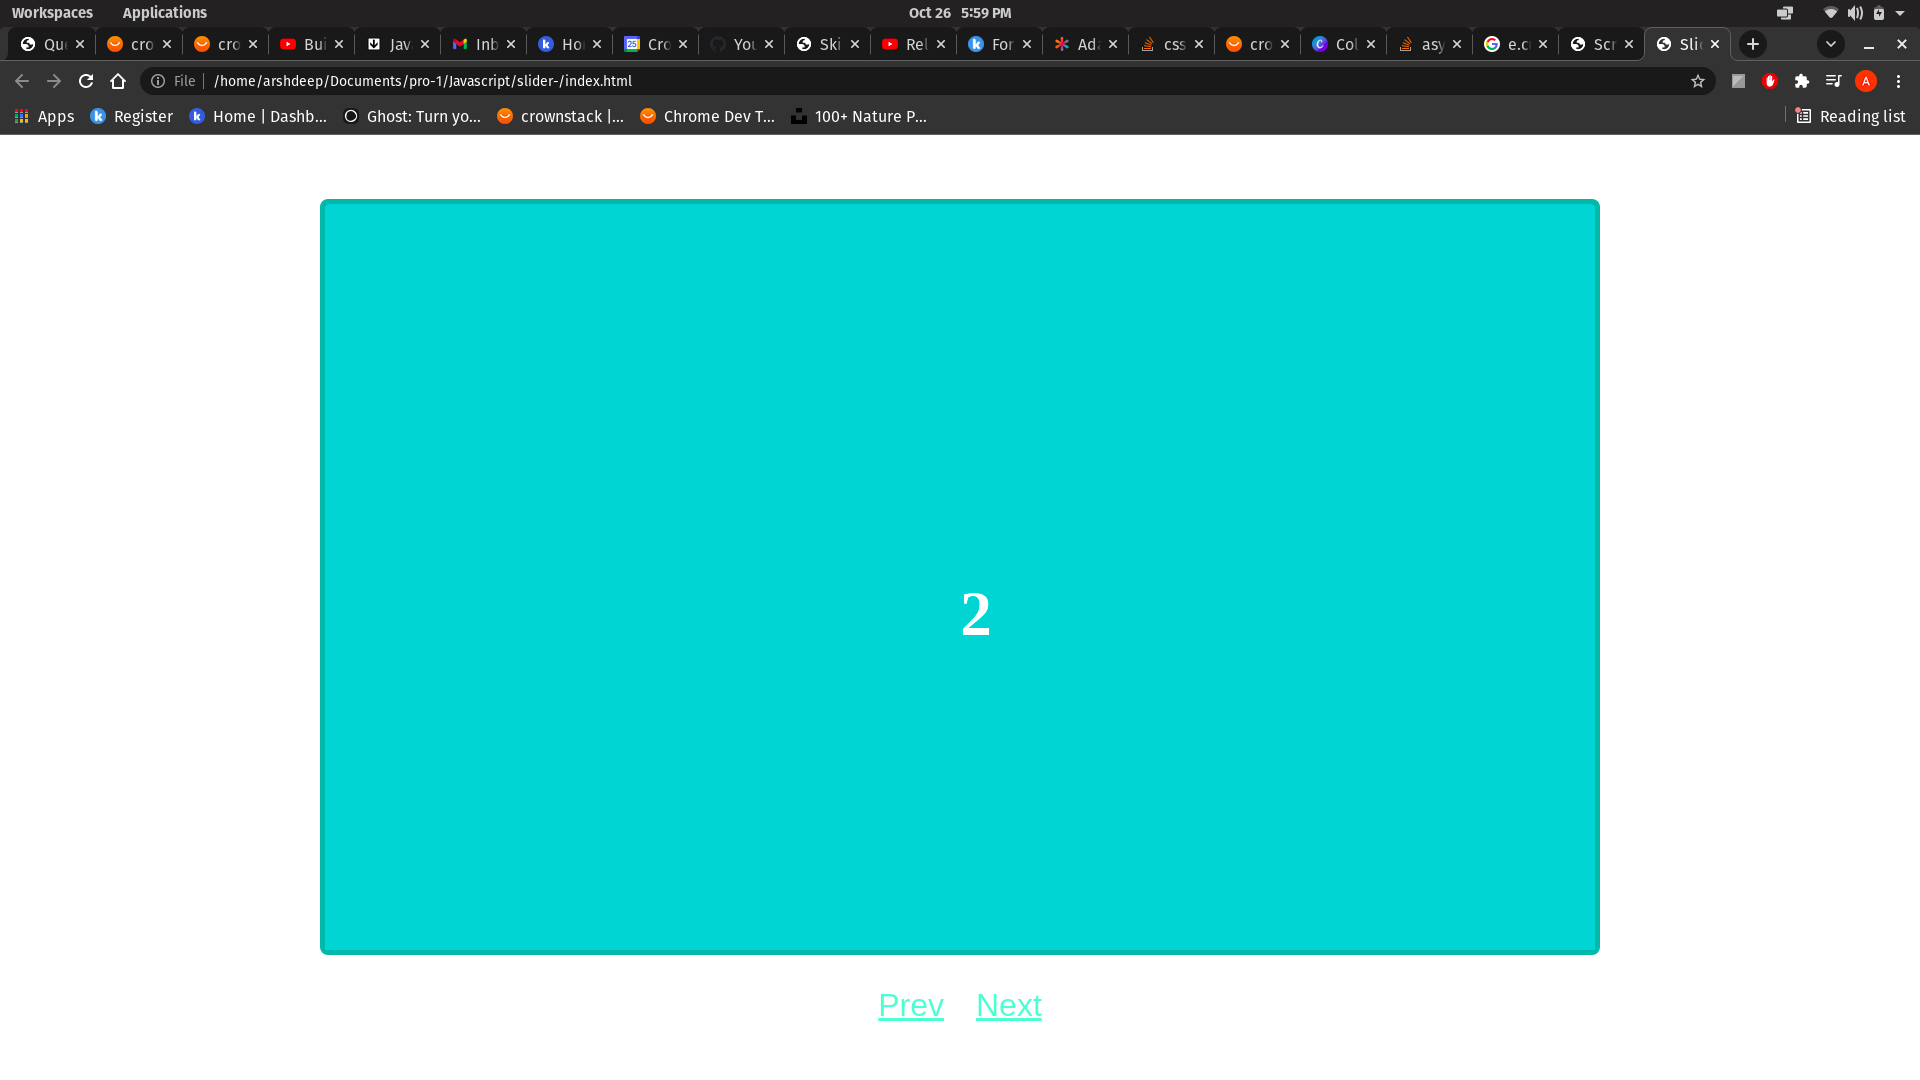 Workspaces Applications Oct 26 5:59 PM
Que cro cro Bui Jav Inb Ho Cro You Ski Rel For Ada css cro Col asy e.c Scr Sli
File /home/arshdeep/Documents/pro-1/Javascript/slider-/index.html A
Apps Register Home | Dashb... Ghost: Turn yo... crownstack |... Chrome Dev T... 100+ Nature P... Reading list
2
Prev Next